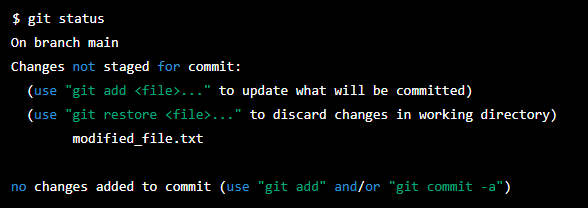 $ git status
On branch main
Changes not staged for commit:
  (use "git add <file>..." to update what will be committed)
  (use "git restore <file>..." to discard changes in working directory)
        modified_file.txt

no changes added to commit (use "git add" and/or "git commit -a")